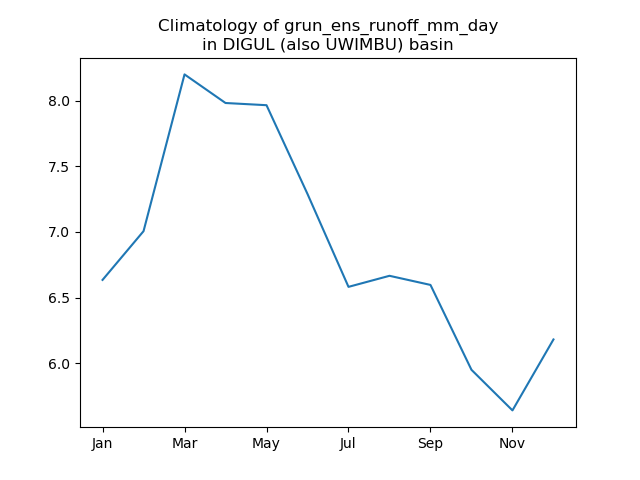 Climatology of grun_ens_runoff_mm_day
in DIGUL (also UWIMBU) basin
8.0
7.5
7.0
6.5
6.0
Jan
Mar
May
Jul
Sep
Nov